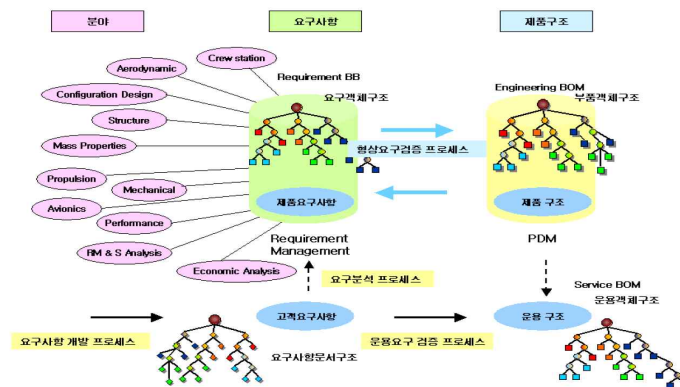 분야
요구사항
제품구조
Crew station
Aerodynamic
Requirement BB
요구객체구조
Engineering BOM
부품객체구조
Configuration Design
Structure
Mass Properties
형상요구검증 프로세스
Propulsion
Mechanical
Avionics
제품요구사항
제품 구조
Performance
RM & S Analysis
Requirement
Management
PDM
Economic Analysis
요구분석 프로세스
Service BOM
운용객체구조
고객요구사항
운용 구조
요구사항 개발 프로세스
요구사항문서구조
운용요구 검증 프로세스